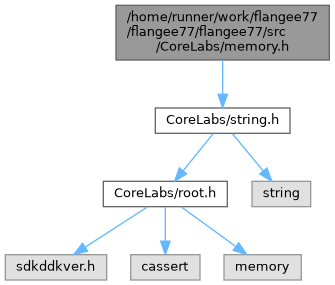 /home/runner/work/flangee77
/flangee77/flangee77/src
/CoreLabs/memory.h
CoreLabs/string.h
CoreLabs/root.h
string
sdkddkver.h
cassert
memory